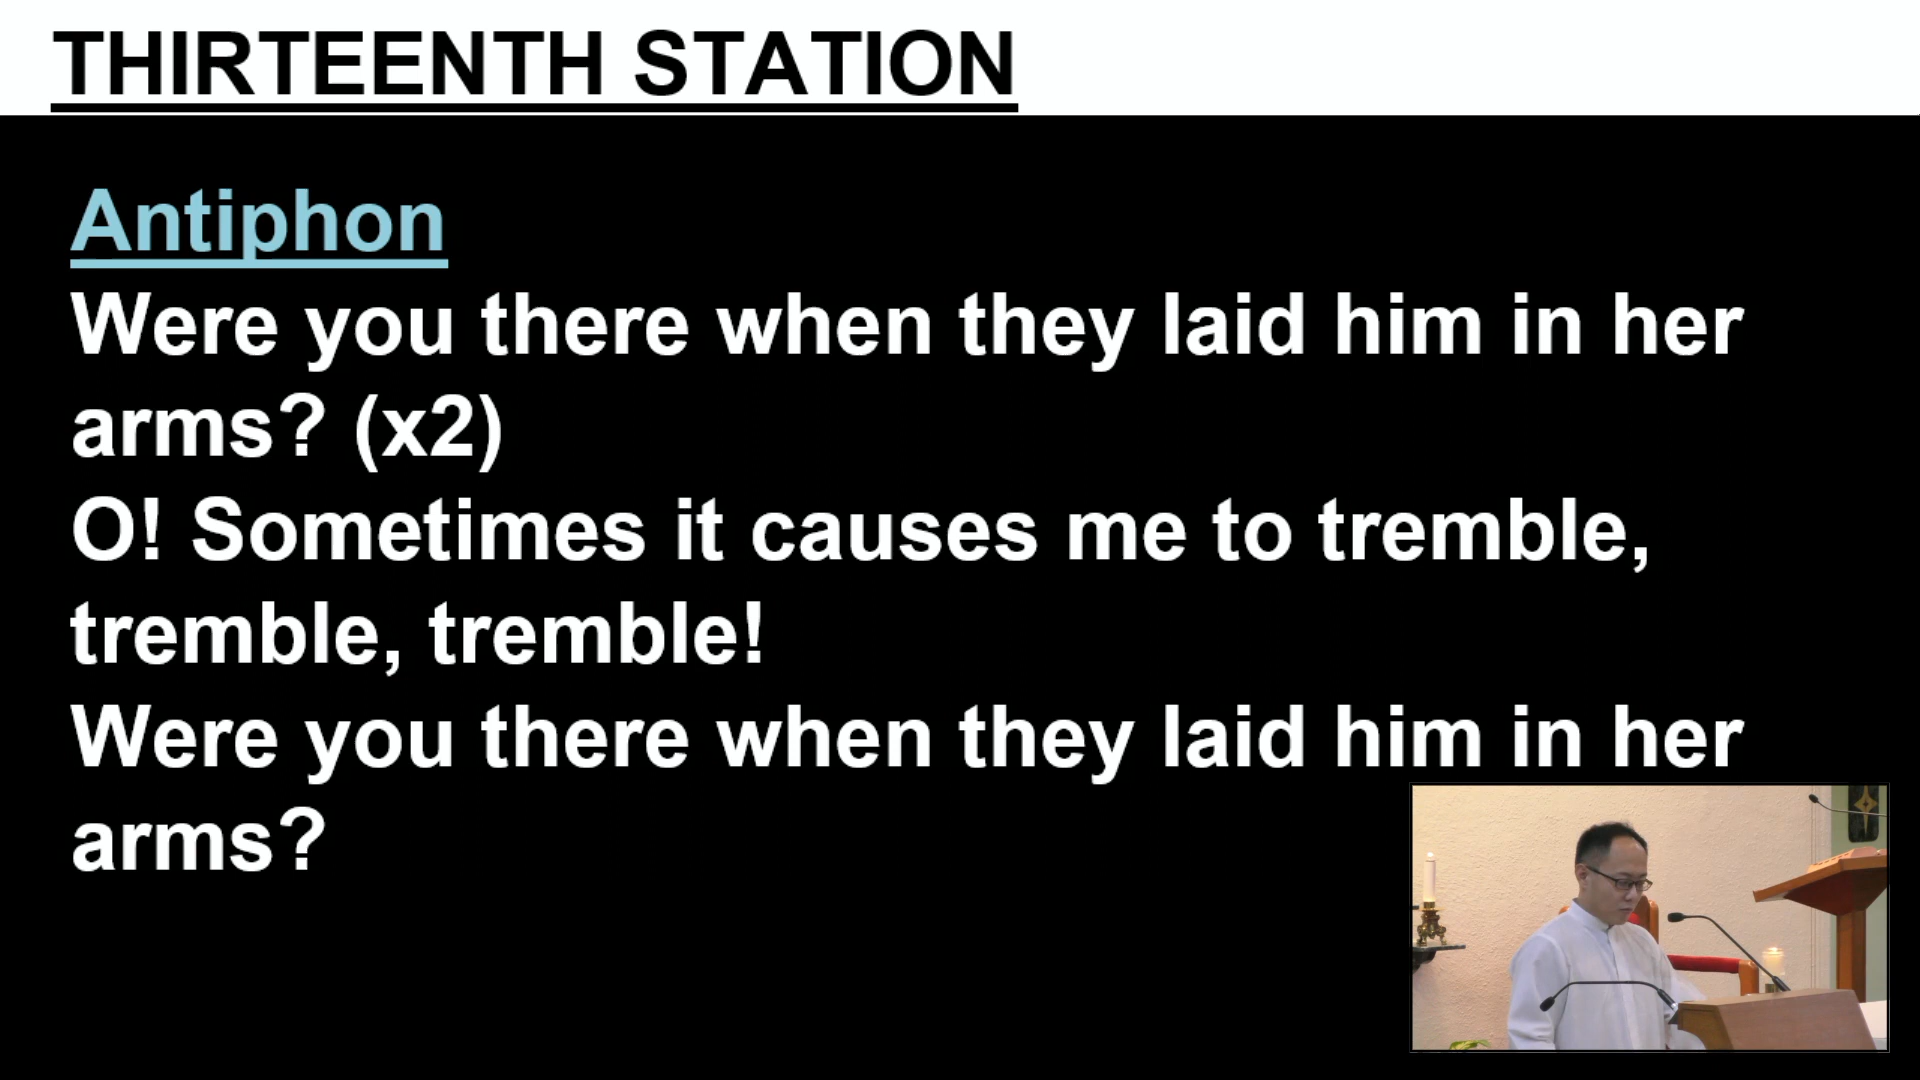 THIRTEENTH STATION
Antiphon
Were you there when they laid him in her
arms? (x2)
O! Sometimes it causes me to tremble,
tremble, tremble!
Were you there when they laid him in her
arms?